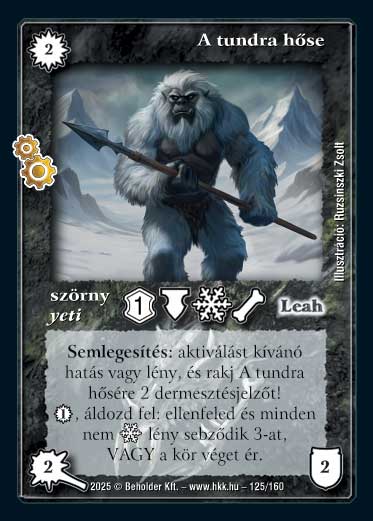 2
A tundra hőse
Illusztráció: Ruzsinszki Zsolt
szörny
yeti
1
Leah
Semlegesítés: aktiválást kívánó
hatás vagy lény, és rakj A tundra
hősére 2 dermesztésjelzőt!
1, áldozd fel: ellenfeled és minden
nem lény sebződik 3-at,
VAGY a kör véget ér.
2
2
2025 © Beholder Kft. – www.hkk.hu – 125/160